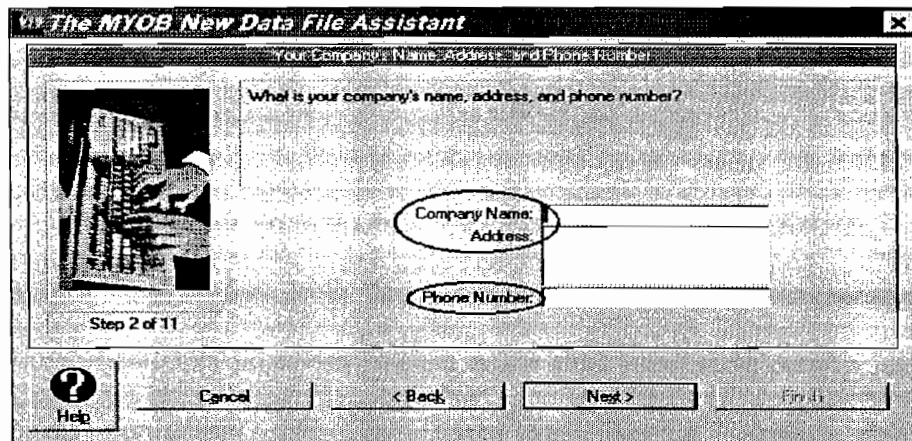 The MYOB New Data File Assistant
Your Company's Name, Address, and Phone Number
What is your company's name, address, and phone number?
Company Name:
Address:
Phone Number:
Step 2 of 11
Help
Cancel
< Back
Next >
Finish